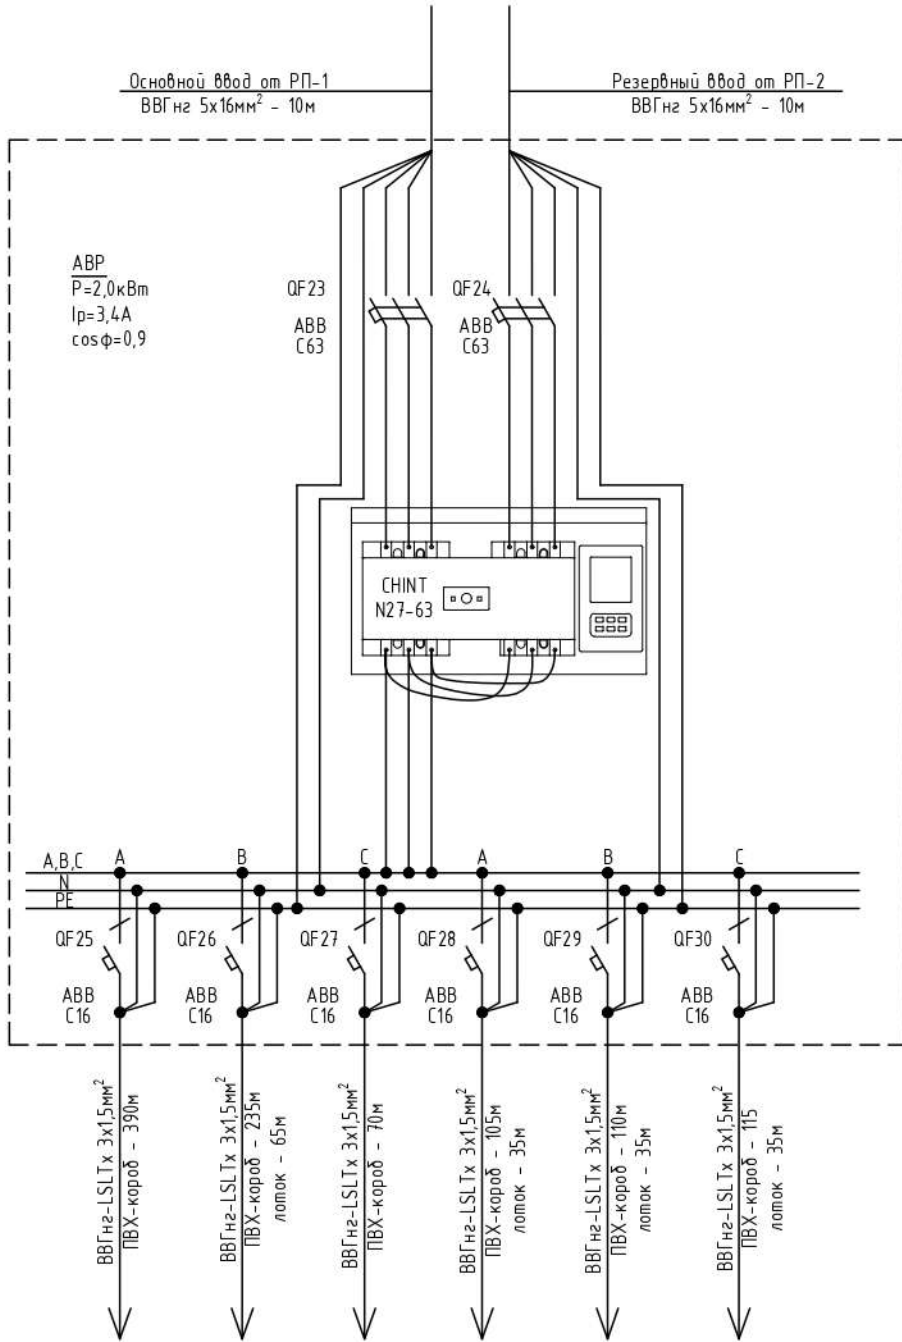 Основной ввод от РП-1
ВВГнг 5х16мм² - 10м
Резервный ввод от РП-2
ВВГнг 5х16мм² - 10м
АВР
Р=2,0кВт
Iр=3,4А
cosφ=0,9
QF23
ABB
C63
QF24
ABB
C63
CHINT
NZ7-63
А,В,С
N
PE
A
B
C
A
B
C
QF25
QF26
QF27
QF28
QF29
QF30
ABB
C16
ABB
C16
ABB
C16
ABB
C16
ABB
C16
ABB
C16
ВВГнг-LSLTx 3х1,5мм²
ПВХ-короб - 390м
ВВГнг-LSLTx 3х1,5мм²
ПВХ-короб - 235м
лоток - 65м
ВВГнг-LSLTx 3х1,5мм²
ПВХ-короб - 70м
ВВГнг-LSLTx 3х1,5мм²
ПВХ-короб - 105м
лоток - 35м
ВВГнг-LSLTx 3х1,5мм²
ПВХ-короб - 110м
лоток - 35м
ВВГнг-LSLTx 3х1,5мм²
ПВХ-короб - 115
лоток - 35м